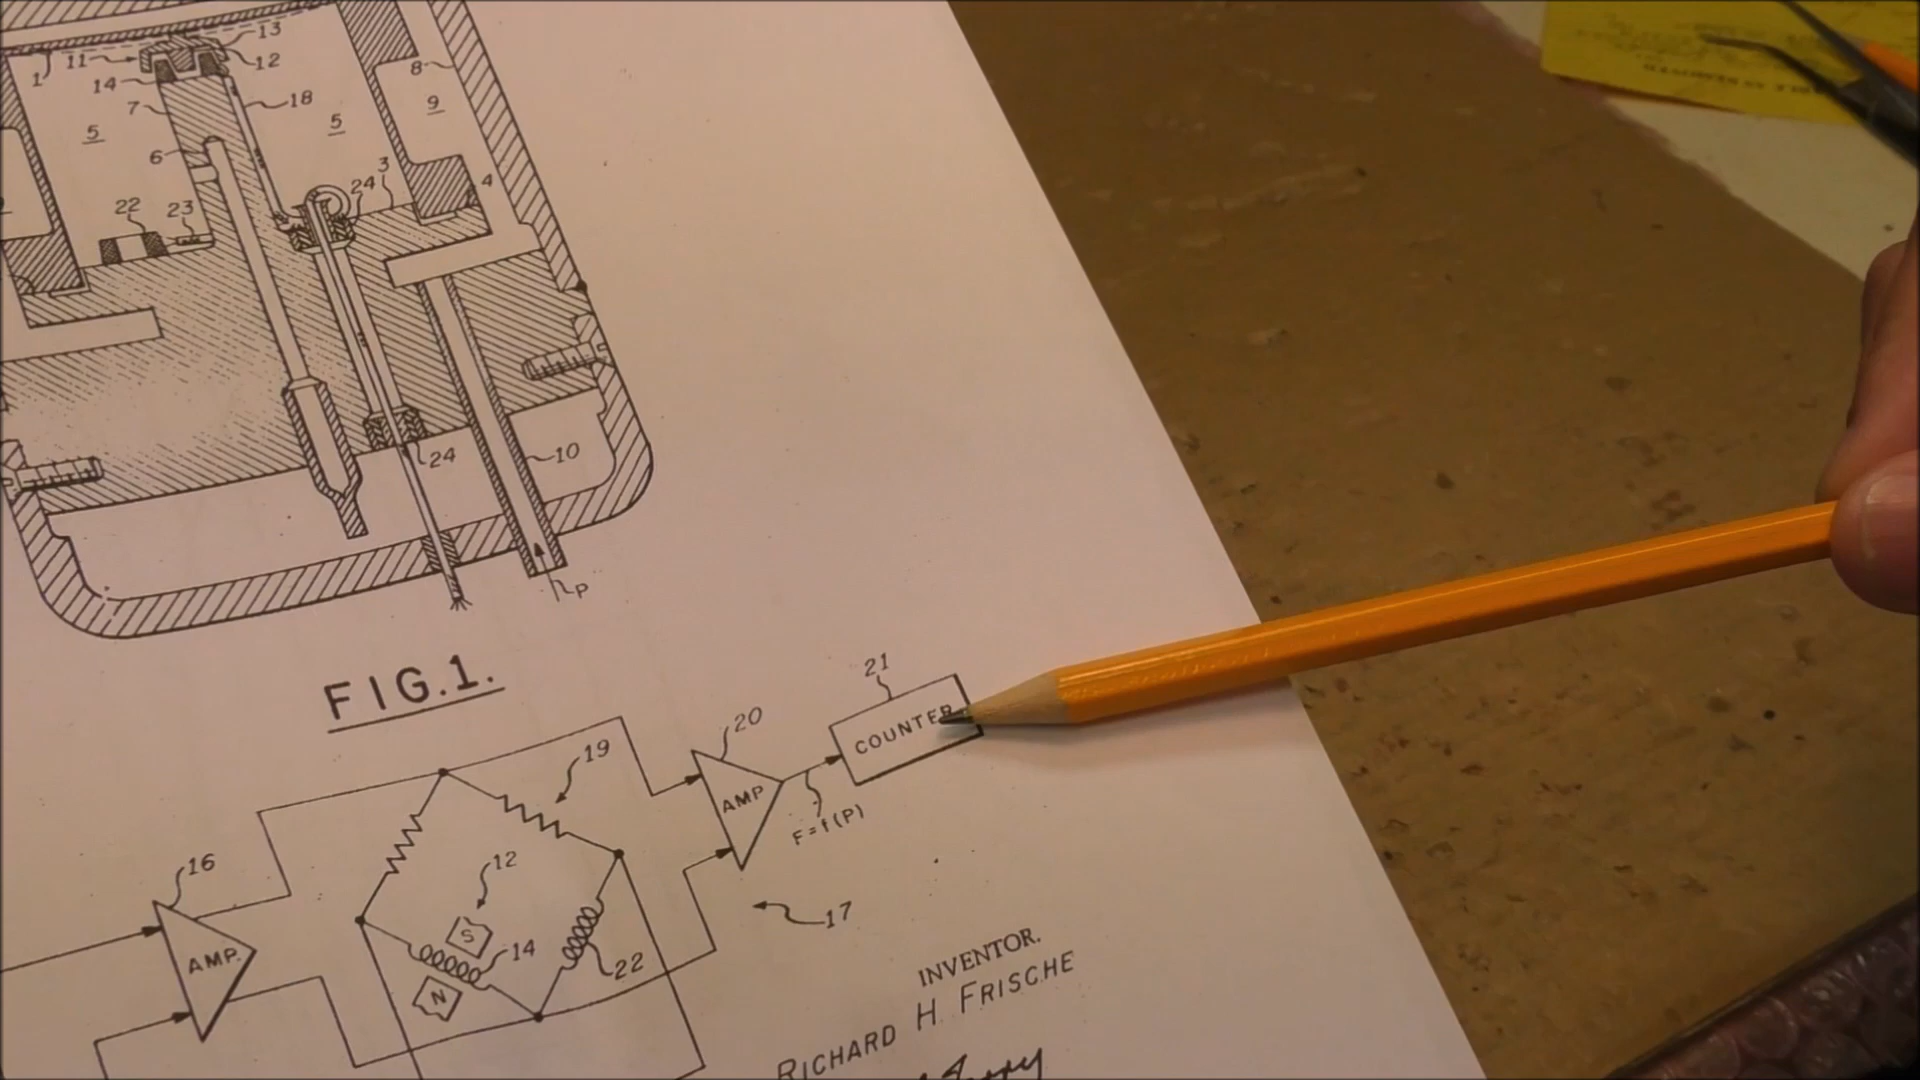 13
11
12
1
14
7
18
8
9
5
5
6
3
24
4
22
23
24
10
P
FIG.1.
21
COUNTER
20
19
AMP
F=f(P)
16
12
S
14
N
22
AMP.
17
INVENTOR.
RICHARD H. FRISCHE